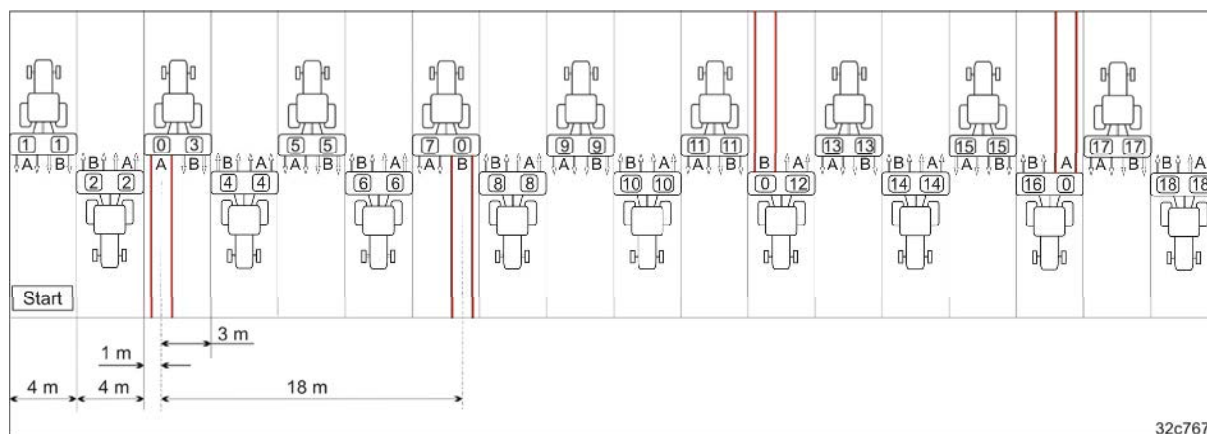 1 1 0 3 5 5 7 0 9 9 11 11 13 13 15 15 17 17
A B A B A B A B A B A B A B A B A B
B A B A B A B A B A B A B A B A B A
2 2 4 4 6 6 8 8 10 10 0 12 14 14 16 0 18 18
Start
3 m
1 m
4 m 4 m 18 m
32c767